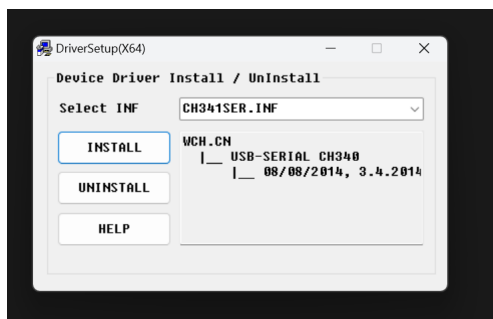 DriverSetup(X64)
Device Driver Install / UnInstall
Select INF
CH341SER.INF
INSTALL
UNINSTALL
HELP
WCH.CN
|__ USB-SERIAL CH340
|__ 08/08/2014, 3.4.2014